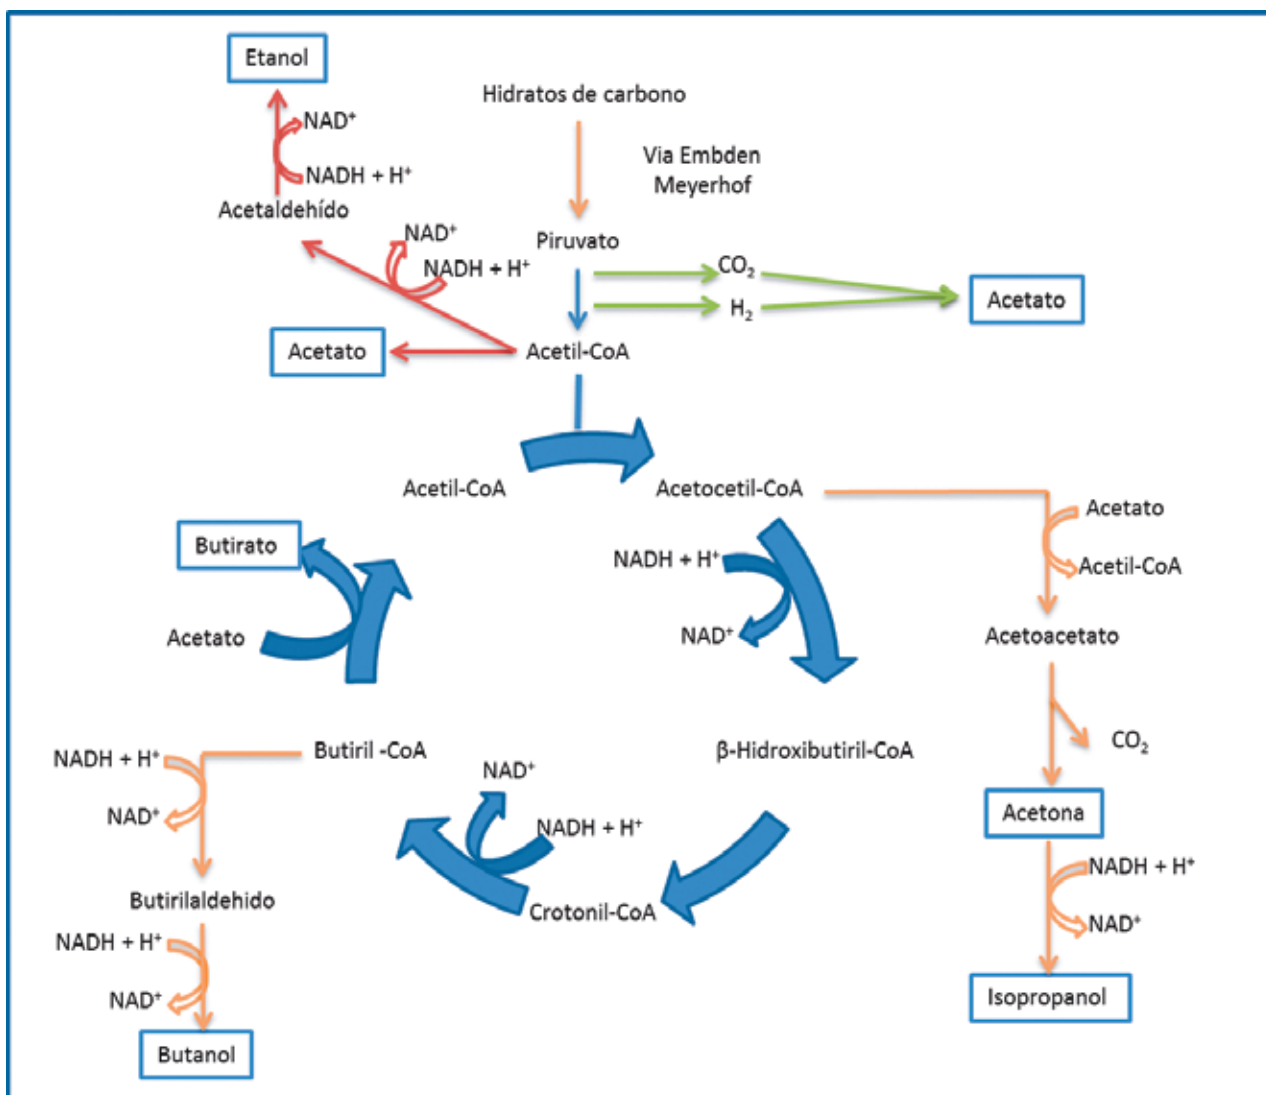 Etanol
Hidratos de carbono
NAD⁺
NADH + H⁺
Via Embden
Meyerhof
Acetaldehído
NAD⁺
NADH + H⁺
Piruvato
CO₂
H₂
Acetato
Acetato
Acetil-CoA
Acetil-CoA
Acetocetil-CoA
Acetato
Acetil-CoA
Butirato
NADH + H⁺
NAD⁺
Acetato
Acetoacetato
CO₂
Butiril -CoA
β-Hidroxibutiril-CoA
NADH + H⁺
NAD⁺
NAD⁺
NADH + H⁺
Acetona
NADH + H⁺
NAD⁺
Butirilaldehido
Crotonil-CoA
NADH + H⁺
NAD⁺
Isopropanol
Butanol